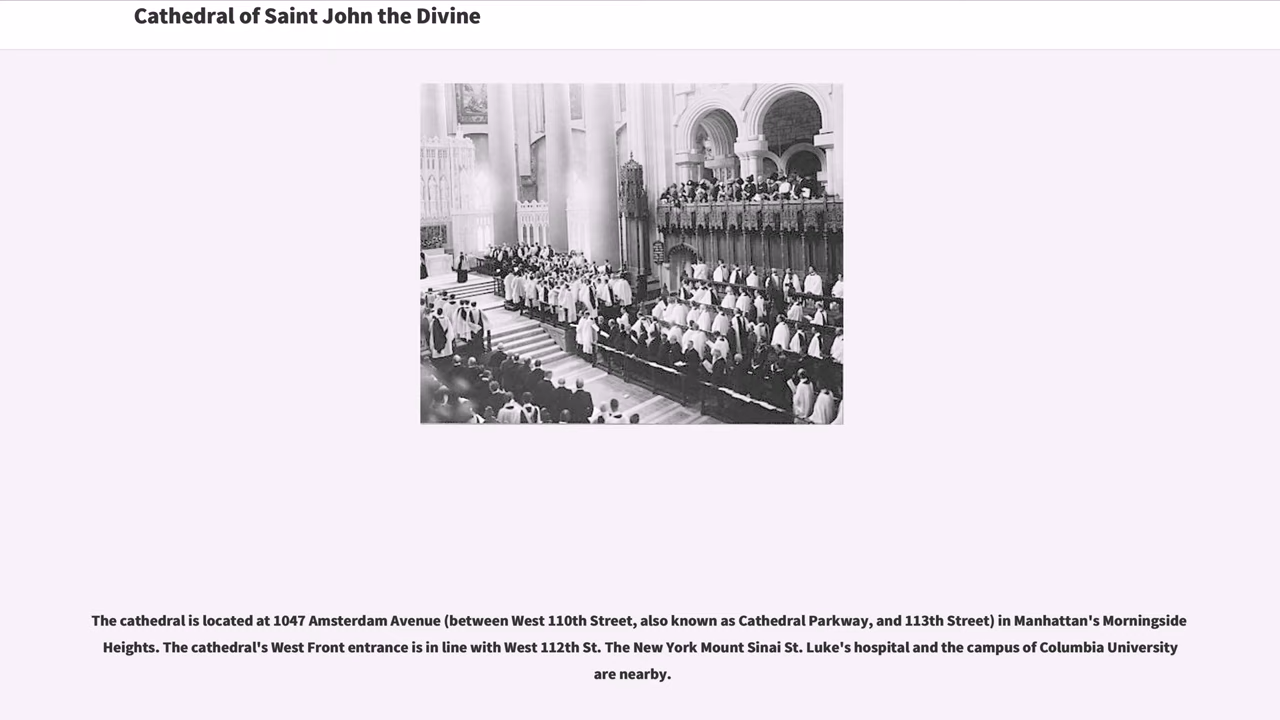 Cathedral of Saint John the Divine
The cathedral is located at 1047 Amsterdam Avenue (between West 110th Street, also known as Cathedral Parkway, and 113th Street) in Manhattan's Morningside
Heights. The cathedral's West Front entrance is in line with West 112th St. The New York Mount Sinai St. Luke's hospital and the campus of Columbia University
are nearby.